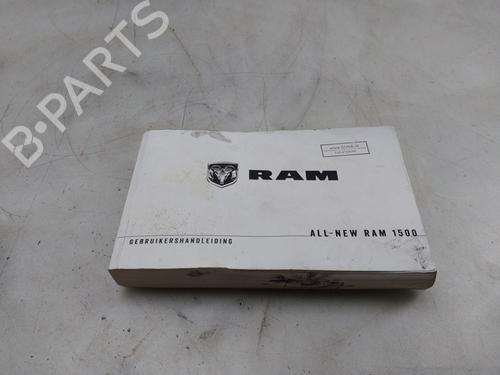 B-PARTS
RAM
GEBRUIKERSHANDLEIDING
ALL-NEW RAM 1500